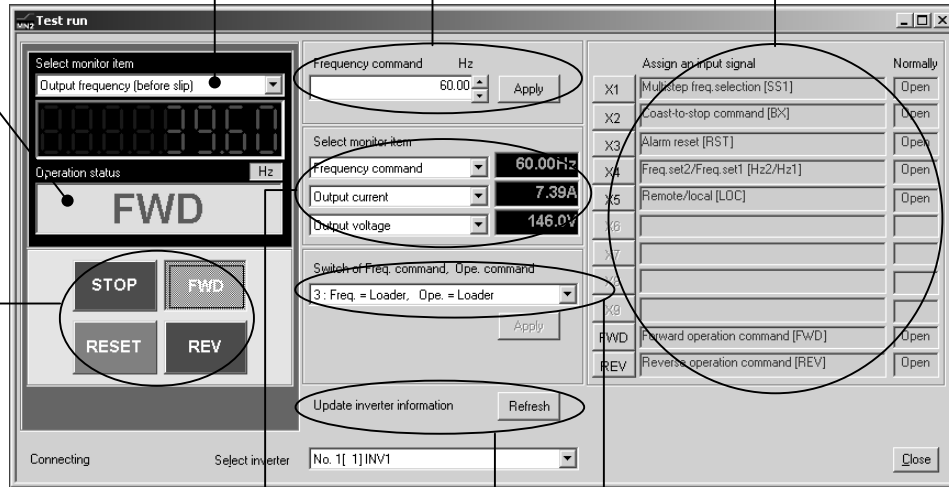 MN2 Test run
Select monitor item
Output frequency (before slip)
39.60
Operation status
Hz
FWD
STOP
FWD
RESET
REV
Frequency command Hz
60.00
Apply
Select monitor item
Frequency command
60.00Hz
Output current
7.39A
Output voltage
146.0V
Switch of Freq. command, Ope. command
3 : Freq. = Loader, Ope. = Loader
Apply
Update inverter information
Refresh
Assign an input signal
Normally
X1 Multistep freq.selection [SS1] Open
X2 Coast-to-stop command [BX] Open
X3 Alarm reset [RST] Open
X4 Freq.set2/Freq.set1 [Hz2/Hz1] Open
X5 Remote/local [LOC] Open
X6
X7
X8
X9
FWD Forward operation command [FWD] Open
REV Reverse operation command [REV] Open
Connecting
Select inverter
No. 1[ 1] INV1
Close